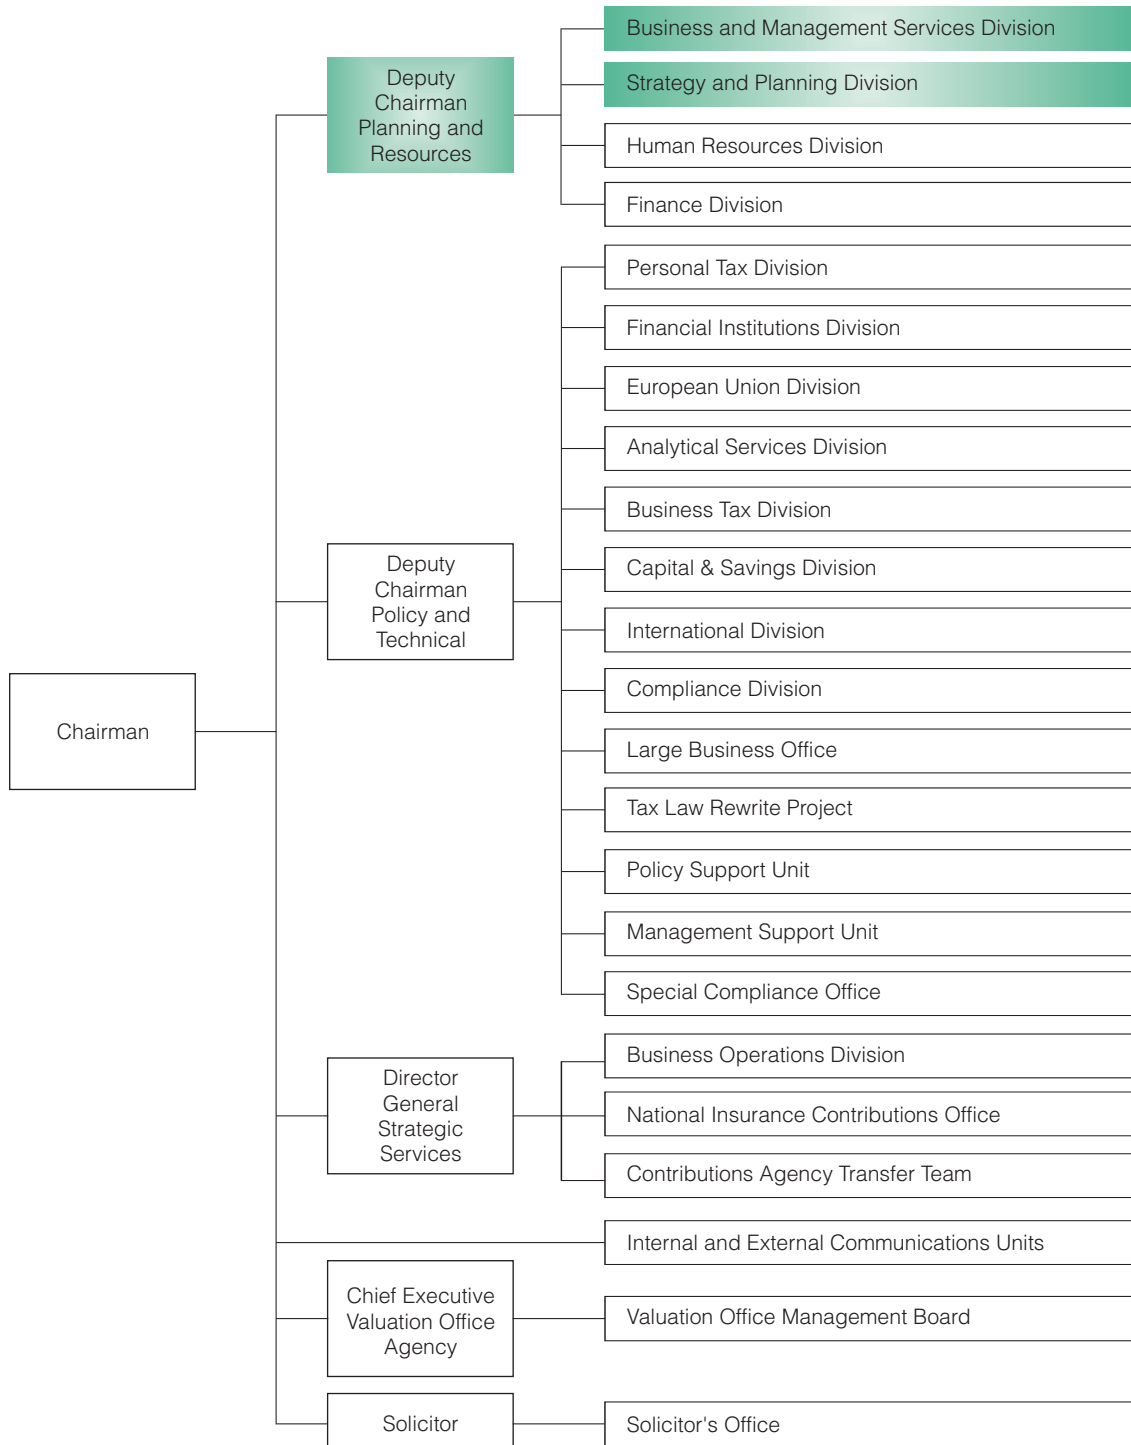 Business and Management Services Division
Deputy
Chairman
Planning and
Resources
Strategy and Planning Division
Human Resources Division
Finance Division
Personal Tax Division
Financial Institutions Division
European Union Division
Analytical Services Division
Business Tax Division
Deputy
Chairman
Policy and
Technical
Capital & Savings Division
International Division
Compliance Division
Chairman
Large Business Office
Tax Law Rewrite Project
Policy Support Unit
Management Support Unit
Special Compliance Office
Director
General
Strategic
Services
Business Operations Division
National Insurance Contributions Office
Contributions Agency Transfer Team
Internal and External Communications Units
Chief Executive
Valuation Office
Agency
Valuation Office Management Board
Solicitor
Solicitor's Office